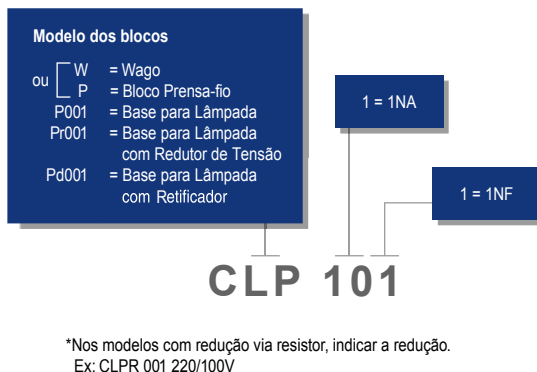 Modelo dos blocos
ou W = Wago
P = Bloco Prensa-fio
P001 = Base para Lâmpada
Pr001 = Base para Lâmpada
com Redutor de Tensão
Pd001 = Base para Lâmpada
com Retificador
1 = 1NA
1 = 1NF
CLP 101
*Nos modelos com redução via resistor, indicar a redução.
Ex: CLPR 001 220/100V